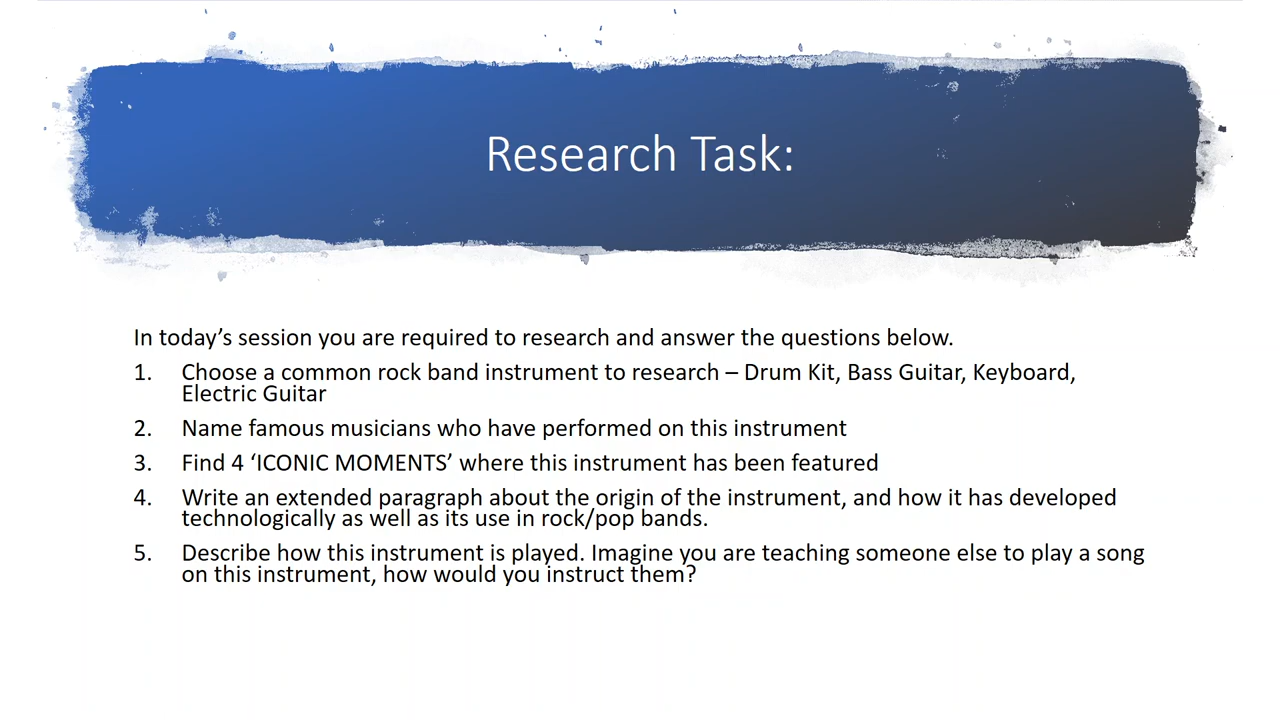 Research Task:
In today’s session you are required to research and answer the questions below.
1. Choose a common rock band instrument to research – Drum Kit, Bass Guitar, Keyboard,
Electric Guitar
2. Name famous musicians who have performed on this instrument
3. Find 4 ‘ICONIC MOMENTS’ where this instrument has been featured
4. Write an extended paragraph about the origin of the instrument, and how it has developed
technologically as well as its use in rock/pop bands.
5. Describe how this instrument is played. Imagine you are teaching someone else to play a song
on this instrument, how would you instruct them?